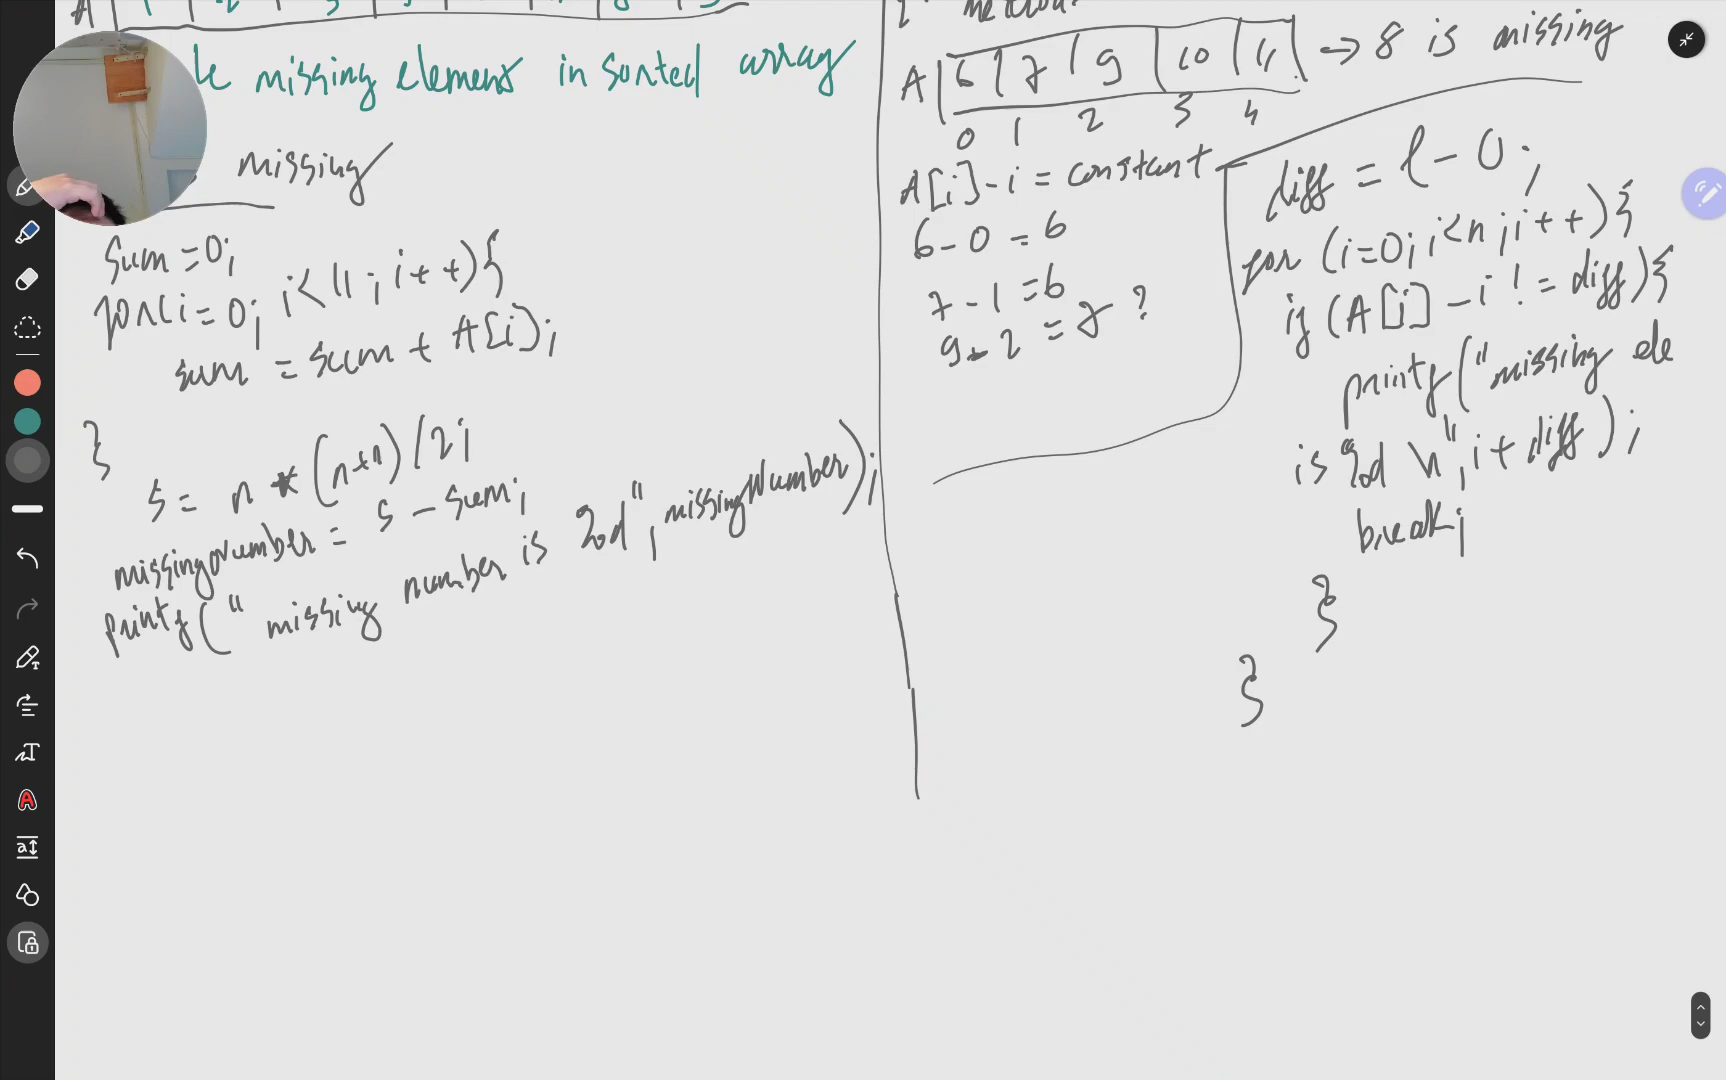 missing element in sorted array
missing
sum = 0;
for(i = 0; i < 11; i++){
sum = sum + A[i];
}
s = n * (n+n) / 2;
missingNumber = s - sum;
printf(" missing number is %d", missingNumber);
method.
A | 6 | 7 | 9 | 10 | 11 | → 8 is missing
0 1 2 3 4
A[i] - i = constant
6 - 0 = 6
7 - 1 = 6
9 - 2 = 7 ?
diff = l - 0;
for (i=0; i<n; i++){
if (A[i] - i != diff){
printf("missing ele
is %d \n", i + diff);
break;
}
}